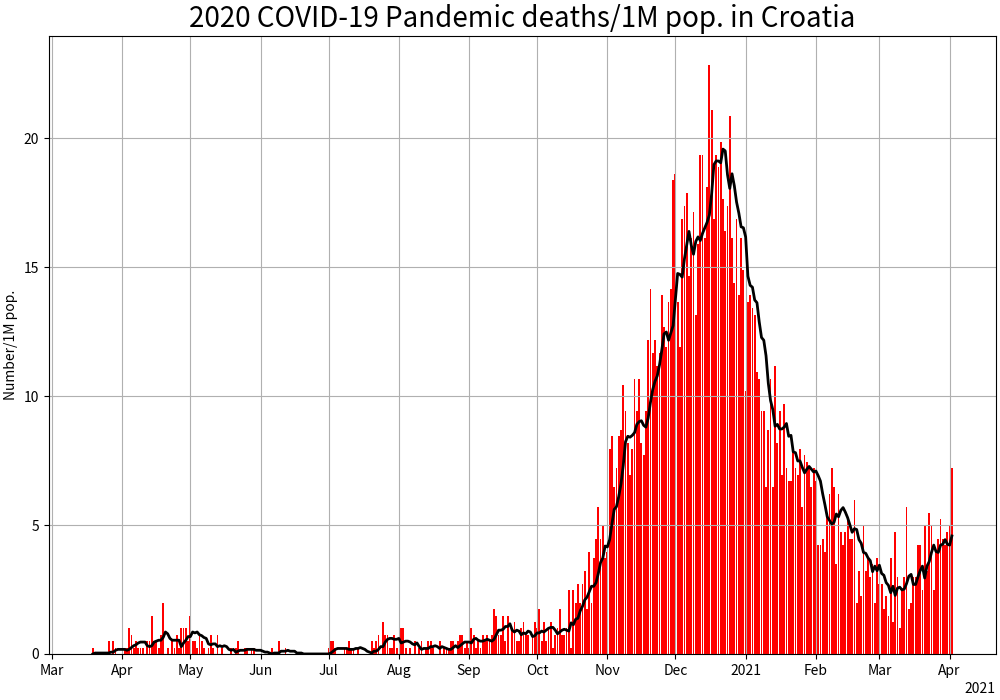 2020 COVID-19 Pandemic deaths/1M pop. in Croatia
Number/1M pop.
20
15
10
5
0
Mar Apr May Jun Jul Aug Sep Oct Nov Dec 2021 Feb Mar Apr
2021